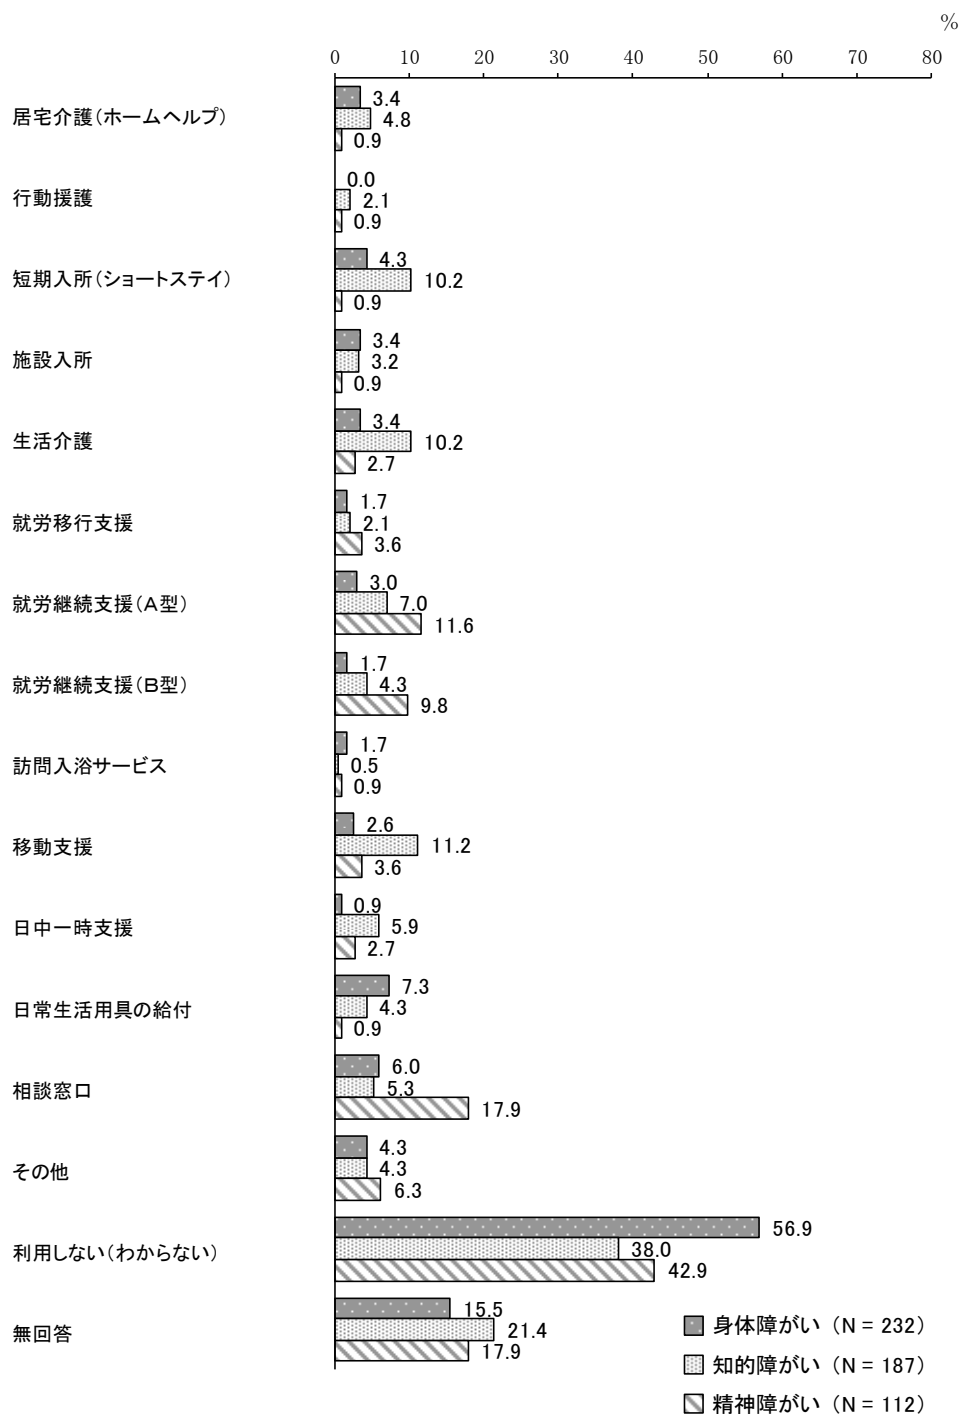 %
0 10 20 30 40 50 60 70 80
居宅介護(ホームヘルプ)
3.4
4.8
0.9
行動援護
0.0
2.1
0.9
短期入所(ショートステイ)
4.3
10.2
0.9
施設入所
3.4
3.2
0.9
生活介護
3.4
10.2
2.7
就労移行支援
1.7
2.1
3.6
就労継続支援(A型)
3.0
7.0
11.6
就労継続支援(B型)
1.7
4.3
9.8
訪問入浴サービス
1.7
0.5
0.9
移動支援
2.6
11.2
3.6
日中一時支援
0.9
5.9
2.7
日常生活用具の給付
7.3
4.3
0.9
相談窓口
6.0
5.3
17.9
その他
4.3
4.3
6.3
利用しない(わからない)
56.9
38.0
42.9
無回答
15.5
21.4
17.9
身体障がい (N = 232)
知的障がい (N = 187)
精神障がい (N = 112)